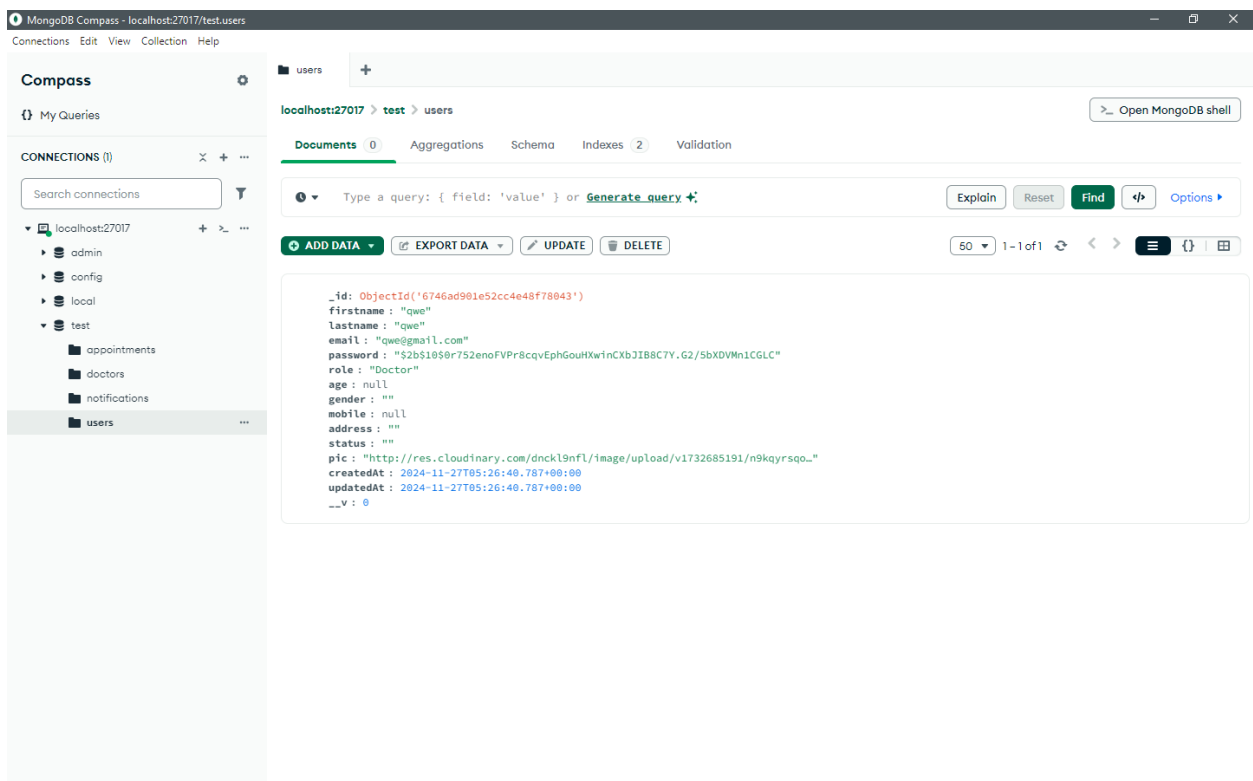 MongoDB Compass - localhost:27017/test.users
Connections Edit View Collection Help
Compass
{} My Queries
CONNECTIONS (1)
Search connections
localhost:27017
admin
config
local
test
appointments
doctors
notifications
users
users
localhost:27017 > test > users
>_ Open MongoDB shell
Documents 0 Aggregations Schema Indexes 2 Validation
Type a query: { field: 'value' } or Generate query
Explain Reset Find </> Options
ADD DATA EXPORT DATA UPDATE DELETE
50 1-1 of 1 {}
_id: ObjectId('6746ad901e52cc4e48f78043')
firstname : "qwe"
lastname : "qwe"
email : "qwe@gmail.com"
password : "$2b$10$0r752enoFVPr8cqvEphGouHXwinCXbJIB8C7Y.G2/5bXDVMn1CGLC"
role : "Doctor"
age : null
gender : ""
mobile : null
address : ""
status : ""
pic : "http://res.cloudinary.com/dnckl9nfl/image/upload/v1732685191/n9kqyrsqo…"
createdAt : 2024-11-27T05:26:40.787+00:00
updatedAt : 2024-11-27T05:26:40.787+00:00
__v : 0